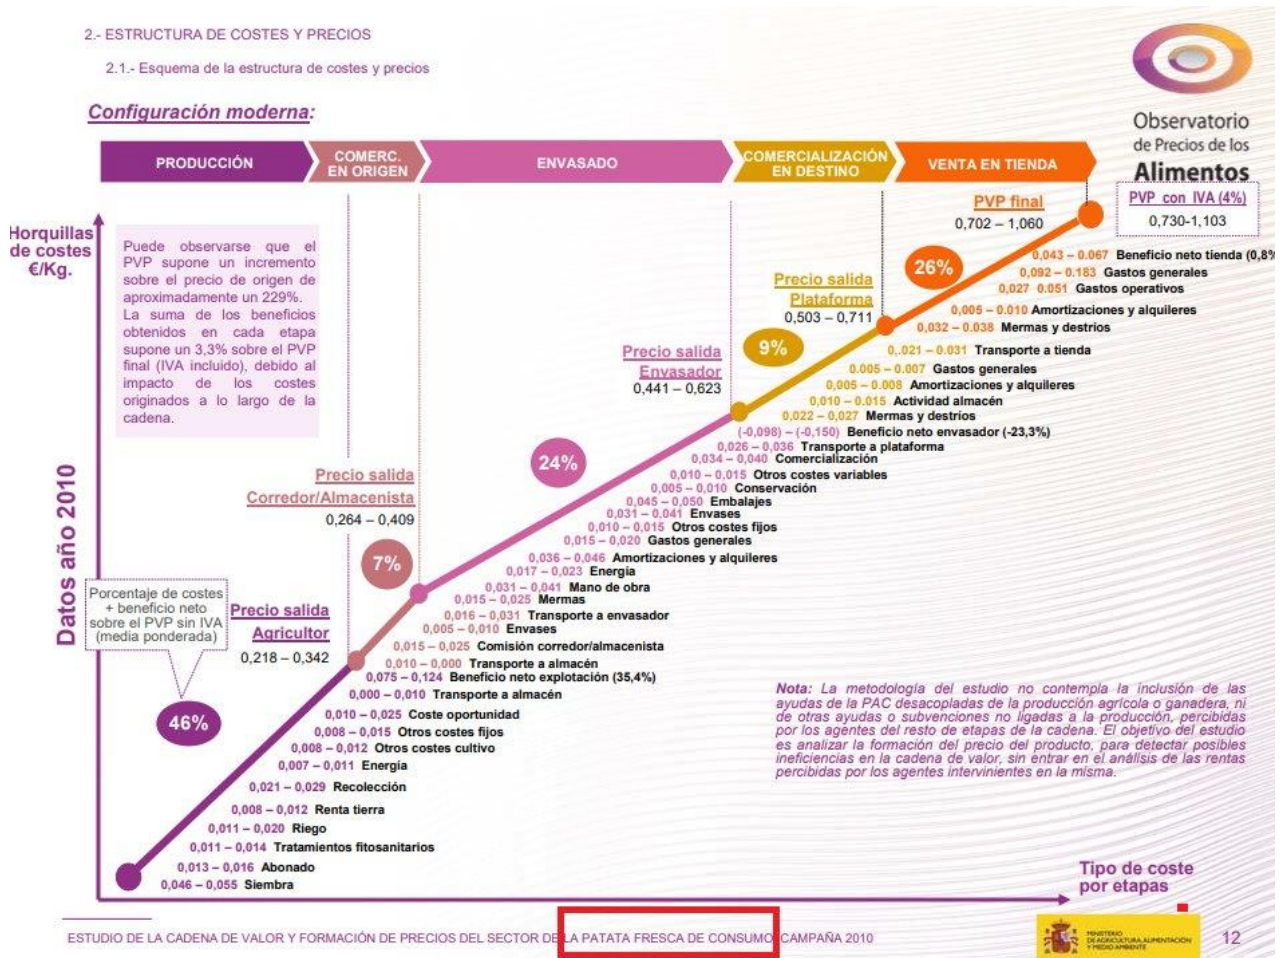 2.- ESTRUCTURA DE COSTES Y PRECIOS
2.1.- Esquema de la estructura de costes y precios
Configuración moderna:
Observatorio
de Precios de los
Alimentos
PRODUCCIÓN
COMERC.
EN ORIGEN
ENVASADO
COMERCIALIZACIÓN
EN DESTINO
VENTA EN TIENDA
PVP con IVA (4%)
0,730-1,103
PVP final
0,702 – 1,060
Horquillas
de costes
€/Kg.
Puede observarse que el
PVP supone un incremento
sobre el precio de origen de
aproximadamente un 229%.
La suma de los beneficios
obtenidos en cada etapa
supone un 3,3% sobre el PVP
final (IVA incluido), debido al
impacto de los costes
originados a lo largo de la
cadena.
26%
0,043 – 0.067 Beneficio neto tienda (0,8%
0,092 - 0.183 Gastos generales
0,027 0.051 Gastos operativos
0,005 – 0.010 Amortizaciones y alquileres
0,032 - 0.038 Mermas y destrios
Precio salida
Plataforma
0,503 – 0,711
9%
0,.021 – 0.031 Transporte a tienda
0.005 – 0.007 Gastos generales
0,005 – 0.008 Amortizaciones y alquileres
0,010 – 0.015 Actividad almacén
0,022 – 0,027 Mermas y destrios
Precio salida
Envasador
0,441 – 0,623
24%
(-0,098) – (-0,150) Beneficio neto envasador (-23,3%)
0,026 – 0,036 Transporte a plataforma
0,034 – 0,040 Comercialización
0,010 – 0,015 Otros costes variables
0,005 – 0,010 Conservación
0,045 – 0,050 Embalajes
0,031 – 0,041 Envases
0,010 – 0,015 Otros costes fijos
0,015 – 0,020 Gastos generales
0,036 – 0,046 Amortizaciones y alquileres
0,017 – 0,023 Energía
0,031 – 0,041 Mano de obra
0,015 – 0,025 Mermas
Precio salida
Corredor/Almacenista
0,264 – 0,409
7%
0,016 – 0,031 Transporte a envasador
0,005 – 0,010 Envases
0,015 – 0,025 Comisión corredor/almacenista
0,010 – 0,000 Transporte a almacén
Datos año 2010
Porcentaje de costes
+ beneficio neto
sobre el PVP sin IVA
(media ponderada)
46%
Precio salida
Agricultor
0,218 – 0,342
0,075 – 0,124 Beneficio neto explotación (35,4%)
0,000 – 0,010 Transporte a almacén
0,010 – 0,025 Coste oportunidad
0,008 – 0,015 Otros costes fijos
0,008 – 0,012 Otros costes cultivo
0,007 – 0,011 Energía
0,021 – 0,029 Recolección
0,008 – 0,012 Renta tierra
0,011 – 0,020 Riego
0,011 – 0,014 Tratamientos fitosanitarios
0,013 – 0,016 Abonado
0,046 – 0,055 Siembra
Nota: La metodología del estudio no contempla la inclusión de las
ayudas de la PAC desacopladas de la producción agrícola o ganadera, ni
de otras ayudas o subvenciones no ligadas a la producción, percibidas
por los agentes del resto de etapas de la cadena. El objetivo del estudio
es analizar la formación del precio del producto, para detectar posibles
ineficiencias en la cadena de valor, sin entrar en el análisis de las rentas
percibidas por los agentes intervinientes en la misma.
Tipo de coste
por etapas
ESTUDIO DE LA CADENA DE VALOR Y FORMACIÓN DE PRECIOS DEL SECTOR DE LA PATATA FRESCA DE CONSUMO CAMPAÑA 2010
MINISTERIO
DE AGRICULTURA, ALIMENTACIÓN
Y MEDIO AMBIENTE
12